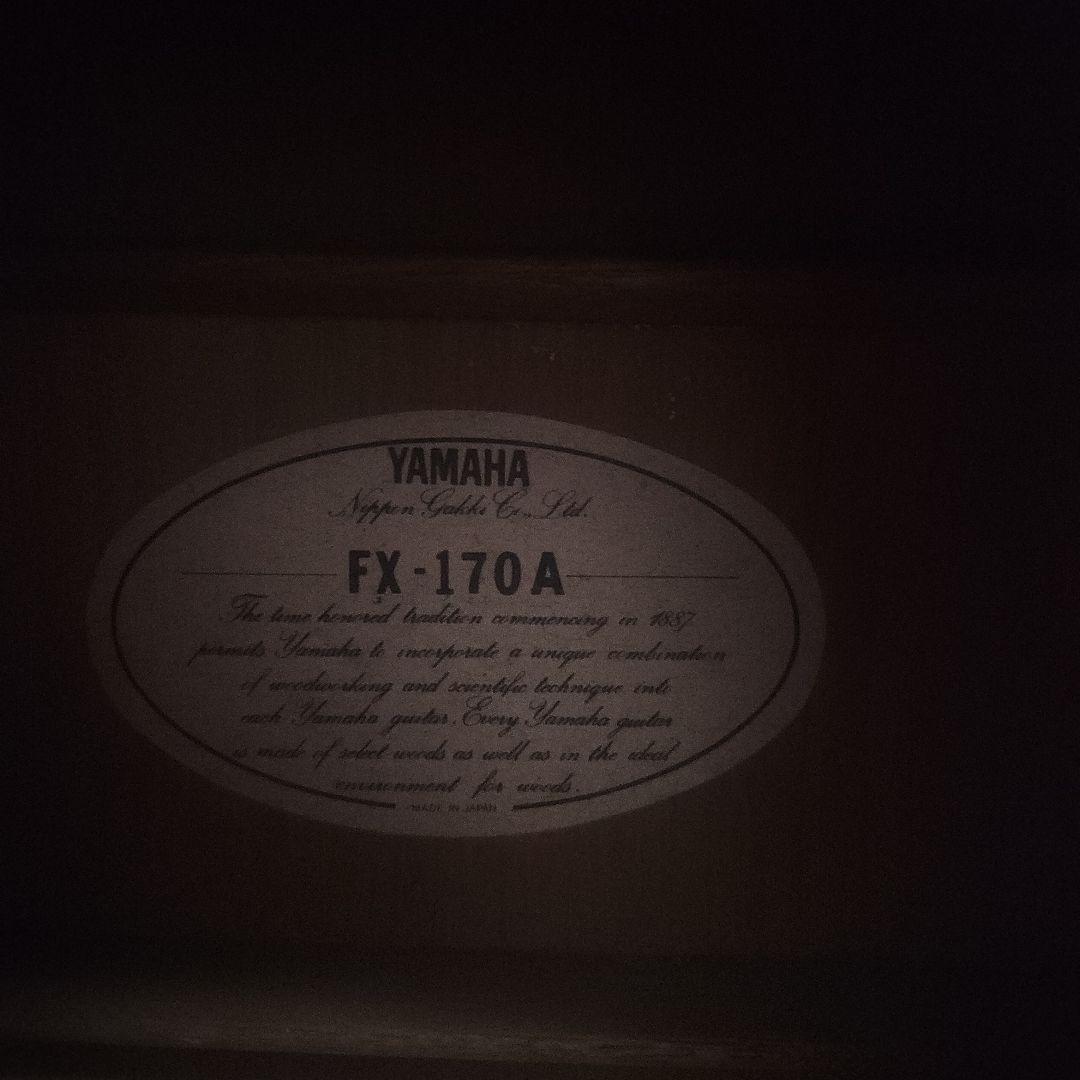 YAMAHA
Nippon Gakki Co., Ltd.
FX-170A
The time honored tradition commencing in 1887
permits Yamaha to incorporate a unique combination
of woodworking and scientific technique into
each Yamaha guitar. Every Yamaha guitar
is made of select woods as well as in the ideal
environment for woods.
MADE IN JAPAN